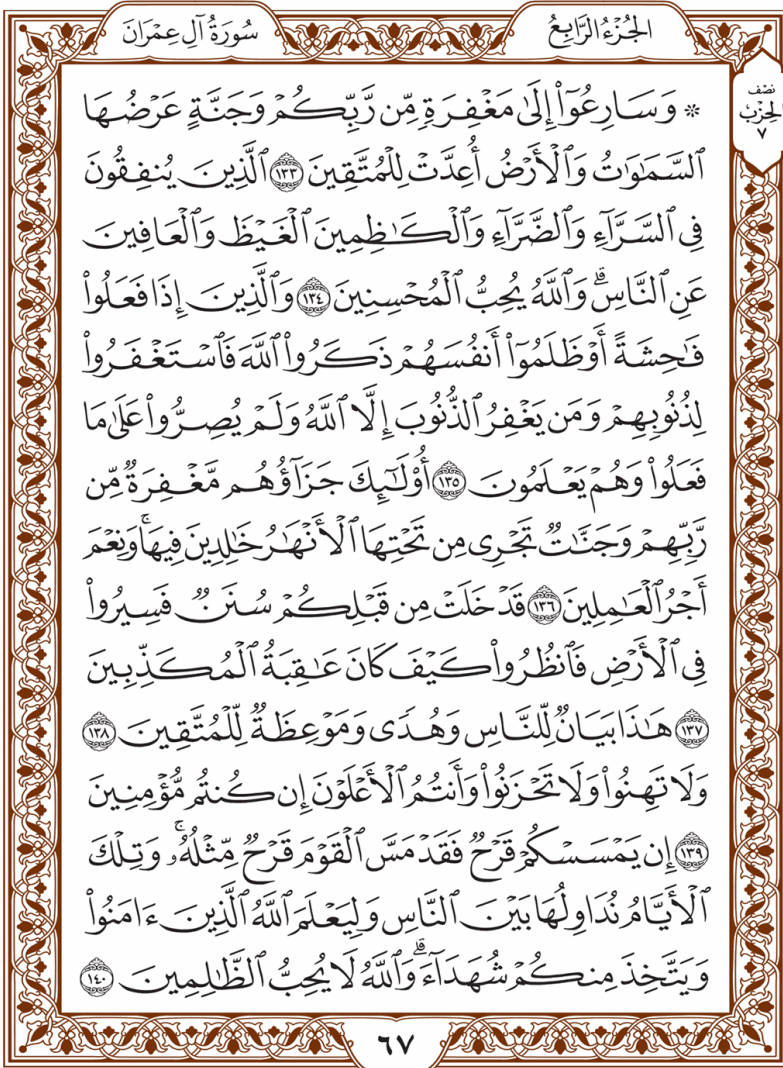 سُورَةُ آلِ عِمْرَانَ
الجُزْءُ الرَّابِعُ
نصف
الحِزْب
٧
۞ وَسَارِعُوٓاْ إِلَىٰ مَغْفِرَةٖ مِّن رَّبِّكُمْ وَجَنَّةٍ عَرْضُهَا
ٱلسَّمَٰوَٰتُ وَٱلْأَرْضُ أُعِدَّتْ لِلْمُتَّقِينَ ١٣٣ ٱلَّذِينَ يُنفِقُونَ
فِي ٱلسَّرَّآءِ وَٱلضَّرَّآءِ وَٱلْكَٰظِمِينَ ٱلْغَيْظَ وَٱلْعَافِينَ
عَنِ ٱلنَّاسِۗ وَٱللَّهُ يُحِبُّ ٱلْمُحْسِنِينَ ١٣٤ وَٱلَّذِينَ إِذَا فَعَلُواْ
فَٰحِشَةً أَوْ ظَلَمُوٓاْ أَنفُسَهُمْ ذَكَرُواْ ٱللَّهَ فَٱسْتَغْفَرُواْ
لِذُنُوبِهِمْ وَمَن يَغْفِرُ ٱلذُّنُوبَ إِلَّا ٱللَّهُ وَلَمْ يُصِرُّواْ عَلَىٰ مَا
فَعَلُواْ وَهُمْ يَعْلَمُونَ ١٣٥ أُوْلَٰٓئِكَ جَزَآؤُهُم مَّغْفِرَةٞ مِّن
رَّبِّهِمْ وَجَنَّٰتٞ تَجْرِي مِن تَحْتِهَا ٱلْأَنْهَٰرُ خَٰلِدِينَ فِيهَاۚ وَنِعْمَ
أَجْرُ ٱلْعَٰمِلِينَ ١٣٦ قَدْ خَلَتْ مِن قَبْلِكُمْ سُنَنٞ فَسِيرُواْ
فِي ٱلْأَرْضِ فَٱنظُرُواْ كَيْفَ كَانَ عَٰقِبَةُ ٱلْمُكَذِّبِينَ
١٣٧ هَٰذَا بَيَانٞ لِّلنَّاسِ وَهُدٗى وَمَوْعِظَةٞ لِّلْمُتَّقِينَ ١٣٨
وَلَا تَهِنُواْ وَلَا تَحْزَنُواْ وَأَنتُمُ ٱلْأَعْلَوْنَ إِن كُنتُم مُّؤْمِنِينَ
١٣٩ إِن يَمْسَسْكُمْ قَرْحٞ فَقَدْ مَسَّ ٱلْقَوْمَ قَرْحٞ مِّثْلُهُۥۚ وَتِلْكَ
ٱلْأَيَّامُ نُدَاوِلُهَا بَيْنَ ٱلنَّاسِ وَلِيَعْلَمَ ٱللَّهُ ٱلَّذِينَ ءَامَنُواْ
وَيَتَّخِذَ مِنكُمْ شُهَدَآءَۗ وَٱللَّهُ لَا يُحِبُّ ٱلظَّٰلِمِينَ ١٤٠
٦٧